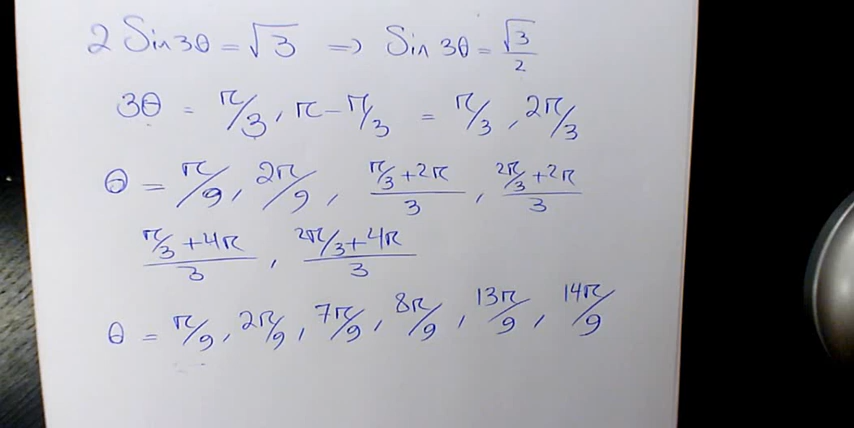 2 Sin 3θ = √3 ⇒ Sin 3θ = √3/2
3θ = π/3, π - π/3 = π/3, 2π/3
θ = π/9, 2π/9, (π/3 + 2π)/3, (2π/3 + 2π)/3
(π/3 + 4π)/3, (2π/3 + 4π)/3
θ = π/9, 2π/9, 7π/9, 8π/9, 13π/9, 14π/9